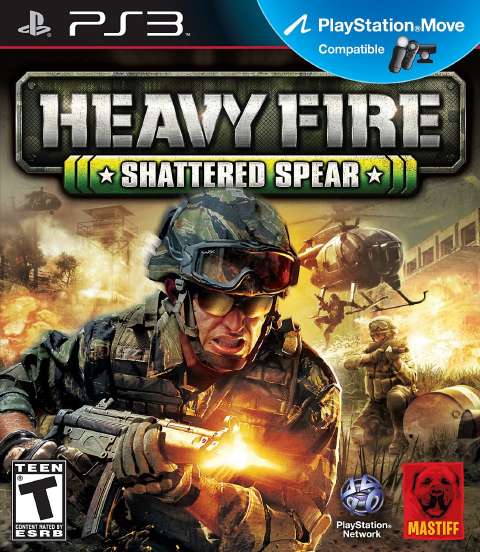 PS3
PlayStation®Move
Compatible
HEAVY FIRE
SHATTERED SPEAR
TEEN
T
CONTENT RATED BY
ESRB
PlayStation
Network
MASTIFF